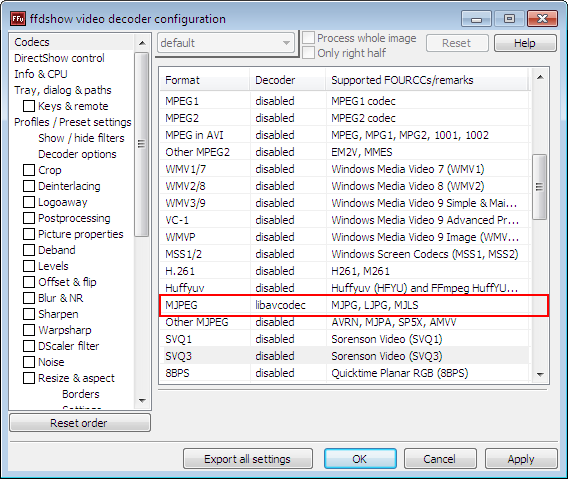 FFu ffdshow video decoder configuration
Codecs
DirectShow control
Info & CPU
Tray, dialog & paths
Keys & remote
Profiles / Preset settings
Show / hide filters
Decoder options
Crop
Deinterlacing
Logoaway
Postprocessing
Picture properties
Deband
Levels
Offset & flip
Blur & NR
Sharpen
Warpsharp
DScaler filter
Noise
Resize & aspect
Borders
Settings
Reset order
default
Process whole image
Only right half
Reset
Help
Format Decoder Supported FOURCCs/remarks
MPEG1 disabled MPEG1 codec
MPEG2 disabled MPEG2 codec
MPEG in AVI disabled MPEG, MPG1, MPG2, 1001, 1002
Other MPEG2 disabled EM2V, MMES
WMV1/7 disabled Windows Media Video 7 (WMV1)
WMV2/8 disabled Windows Media Video 8 (WMV2)
WMV3/9 disabled Windows Media Video 9 Simple & Mai...
VC-1 disabled Windows Media Video 9 Advanced Pr...
WMVP disabled Windows Media Video 9 Image (WMV...
MSS1/2 disabled Windows Screen Codecs (MSS1, MSS2)
H.261 disabled H261, M261
Huffyuv disabled Huffyuv (HFYU) and FFmpeg HuffYU...
MJPEG libavcodec MJPG, LJPG, MJLS
Other MJPEG disabled AVRN, MJPA, SP5X, AMVV
SVQ1 disabled Sorenson Video (SVQ1)
SVQ3 disabled Sorenson Video (SVQ3)
8BPS disabled Quicktime Planar RGB (8BPS)
Export all settings
OK
Cancel
Apply